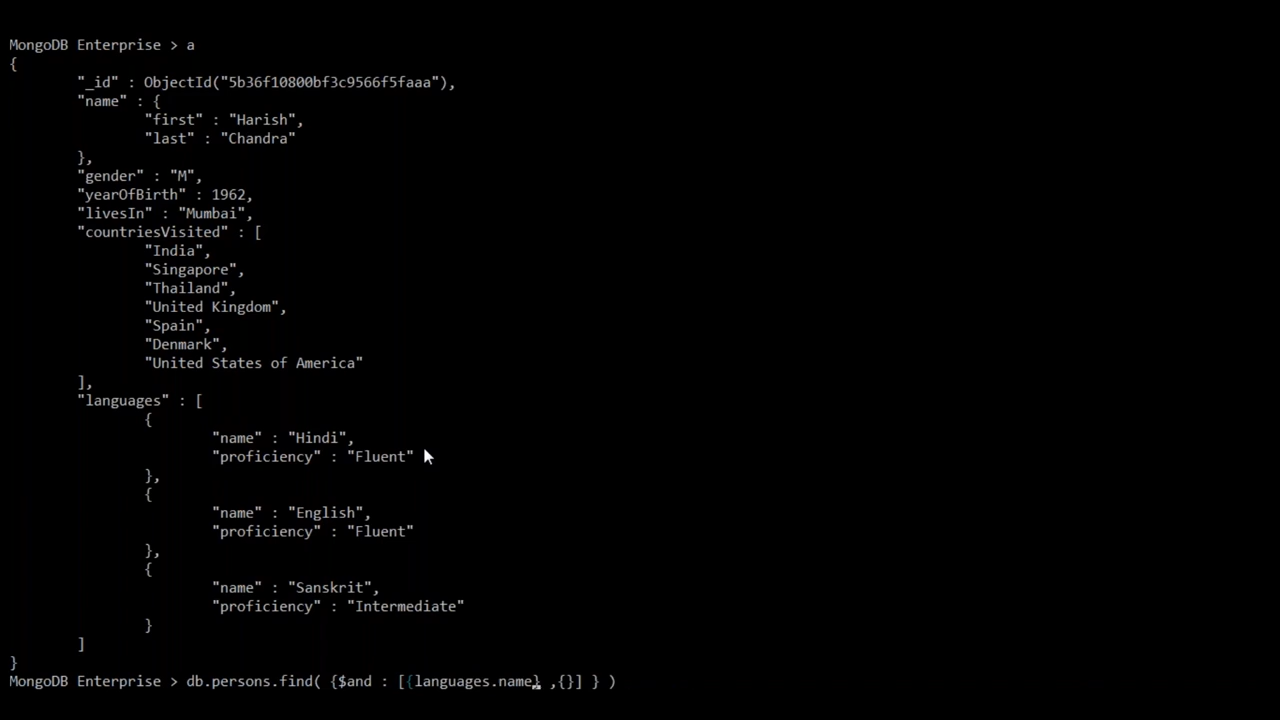 MongoDB Enterprise > a
{
"_id" : ObjectId("5b36f10800bf3c9566f5faaa"),
"name" : {
"first" : "Harish",
"last" : "Chandra"
},
"gender" : "M",
"yearOfBirth" : 1962,
"livesIn" : "Mumbai",
"countriesVisited" : [
"India",
"Singapore",
"Thailand",
"United Kingdom",
"Spain",
"Denmark",
"United States of America"
],
"languages" : [
{
"name" : "Hindi",
"proficiency" : "Fluent"
},
{
"name" : "English",
"proficiency" : "Fluent"
},
{
"name" : "Sanskrit",
"proficiency" : "Intermediate"
}
]
}
MongoDB Enterprise > db.persons.find( {$and : [{languages.name} ,{}] } )